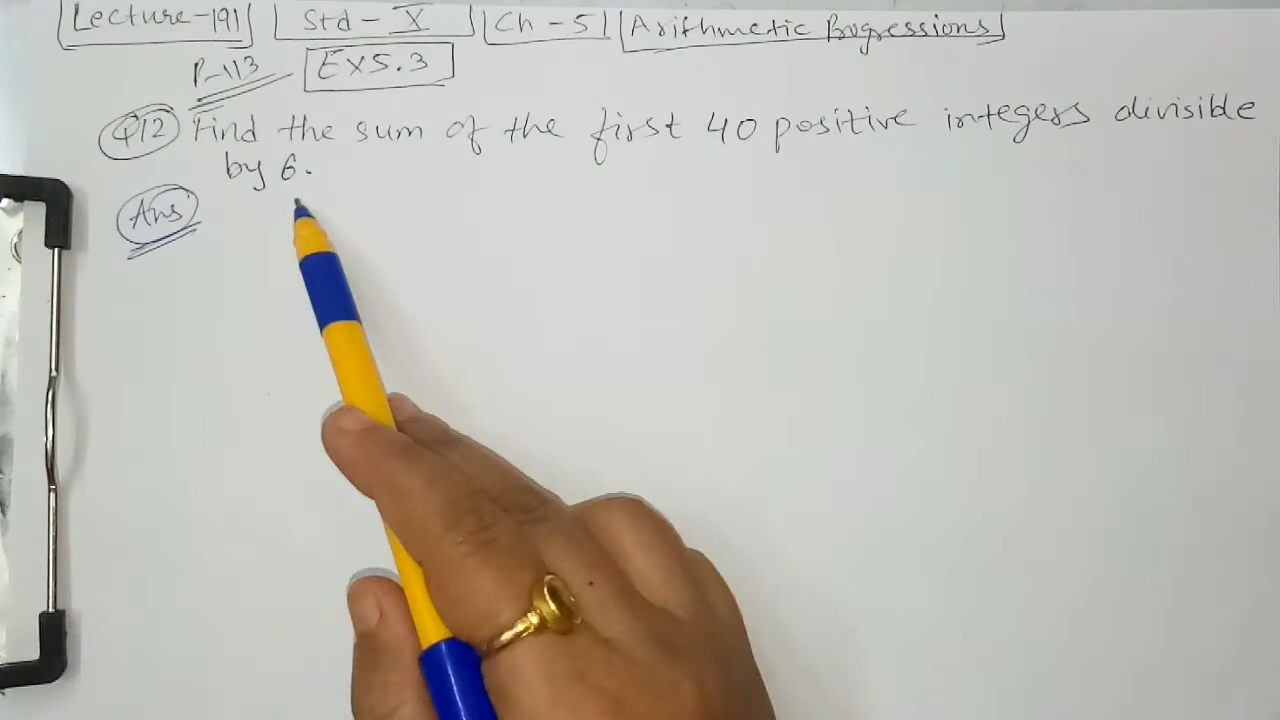 Lecture-191 Std - X Ch - 5 Arithmetic Progressions
P-113 EX5.3
Q12 Find the sum of the first 40 positive integers divisible
by 6.
Ans: